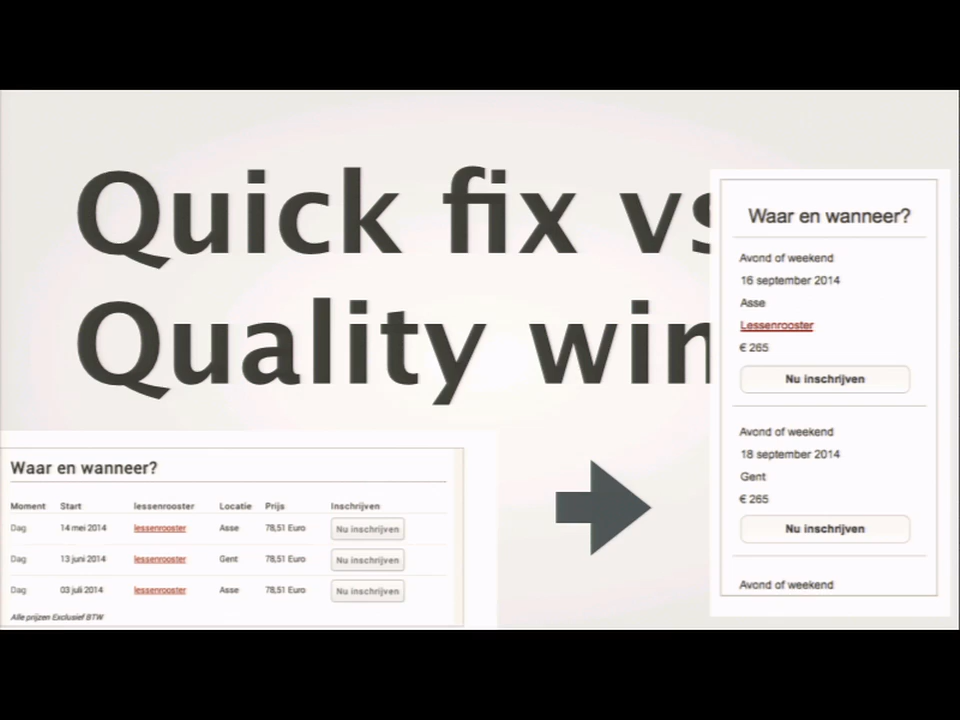 Quick fix vs
Quality win
Waar en wanneer?
Moment Start lessenrooster Locatie Prijs Inschrijven
Dag 14 mei 2014 lessenrooster Asse 78,51 Euro Nu inschrijven
Dag 13 juni 2014 lessenrooster Gent 78,51 Euro Nu inschrijven
Dag 03 juli 2014 lessenrooster Asse 78,51 Euro Nu inschrijven
Alle prijzen Exclusief BTW
Waar en wanneer?
Avond of weekend
16 september 2014
Asse
Lessenrooster
€ 265
Nu inschrijven
Avond of weekend
18 september 2014
Gent
€ 265
Nu inschrijven
Avond of weekend